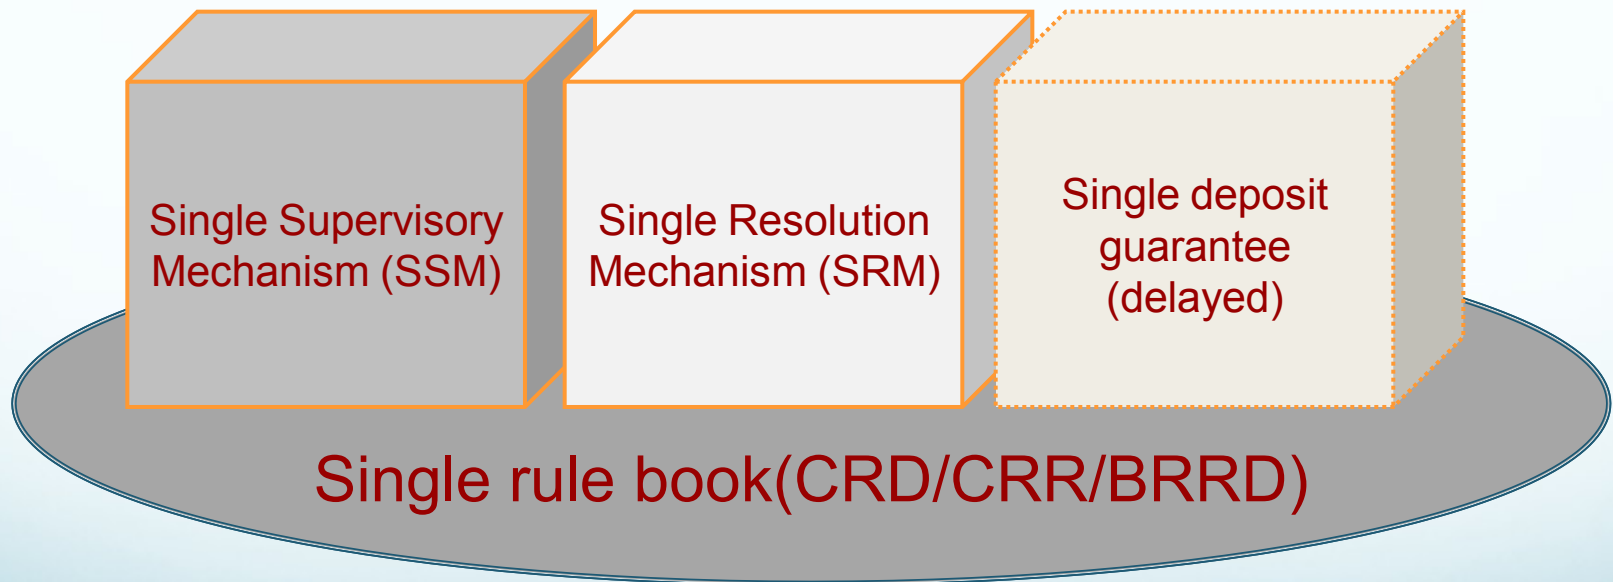 Single Supervisory
Mechanism (SSM)
Single Resolution
Mechanism (SRM)
Single deposit
guarantee
(delayed)
Single rule book(CRD/CRR/BRRD)